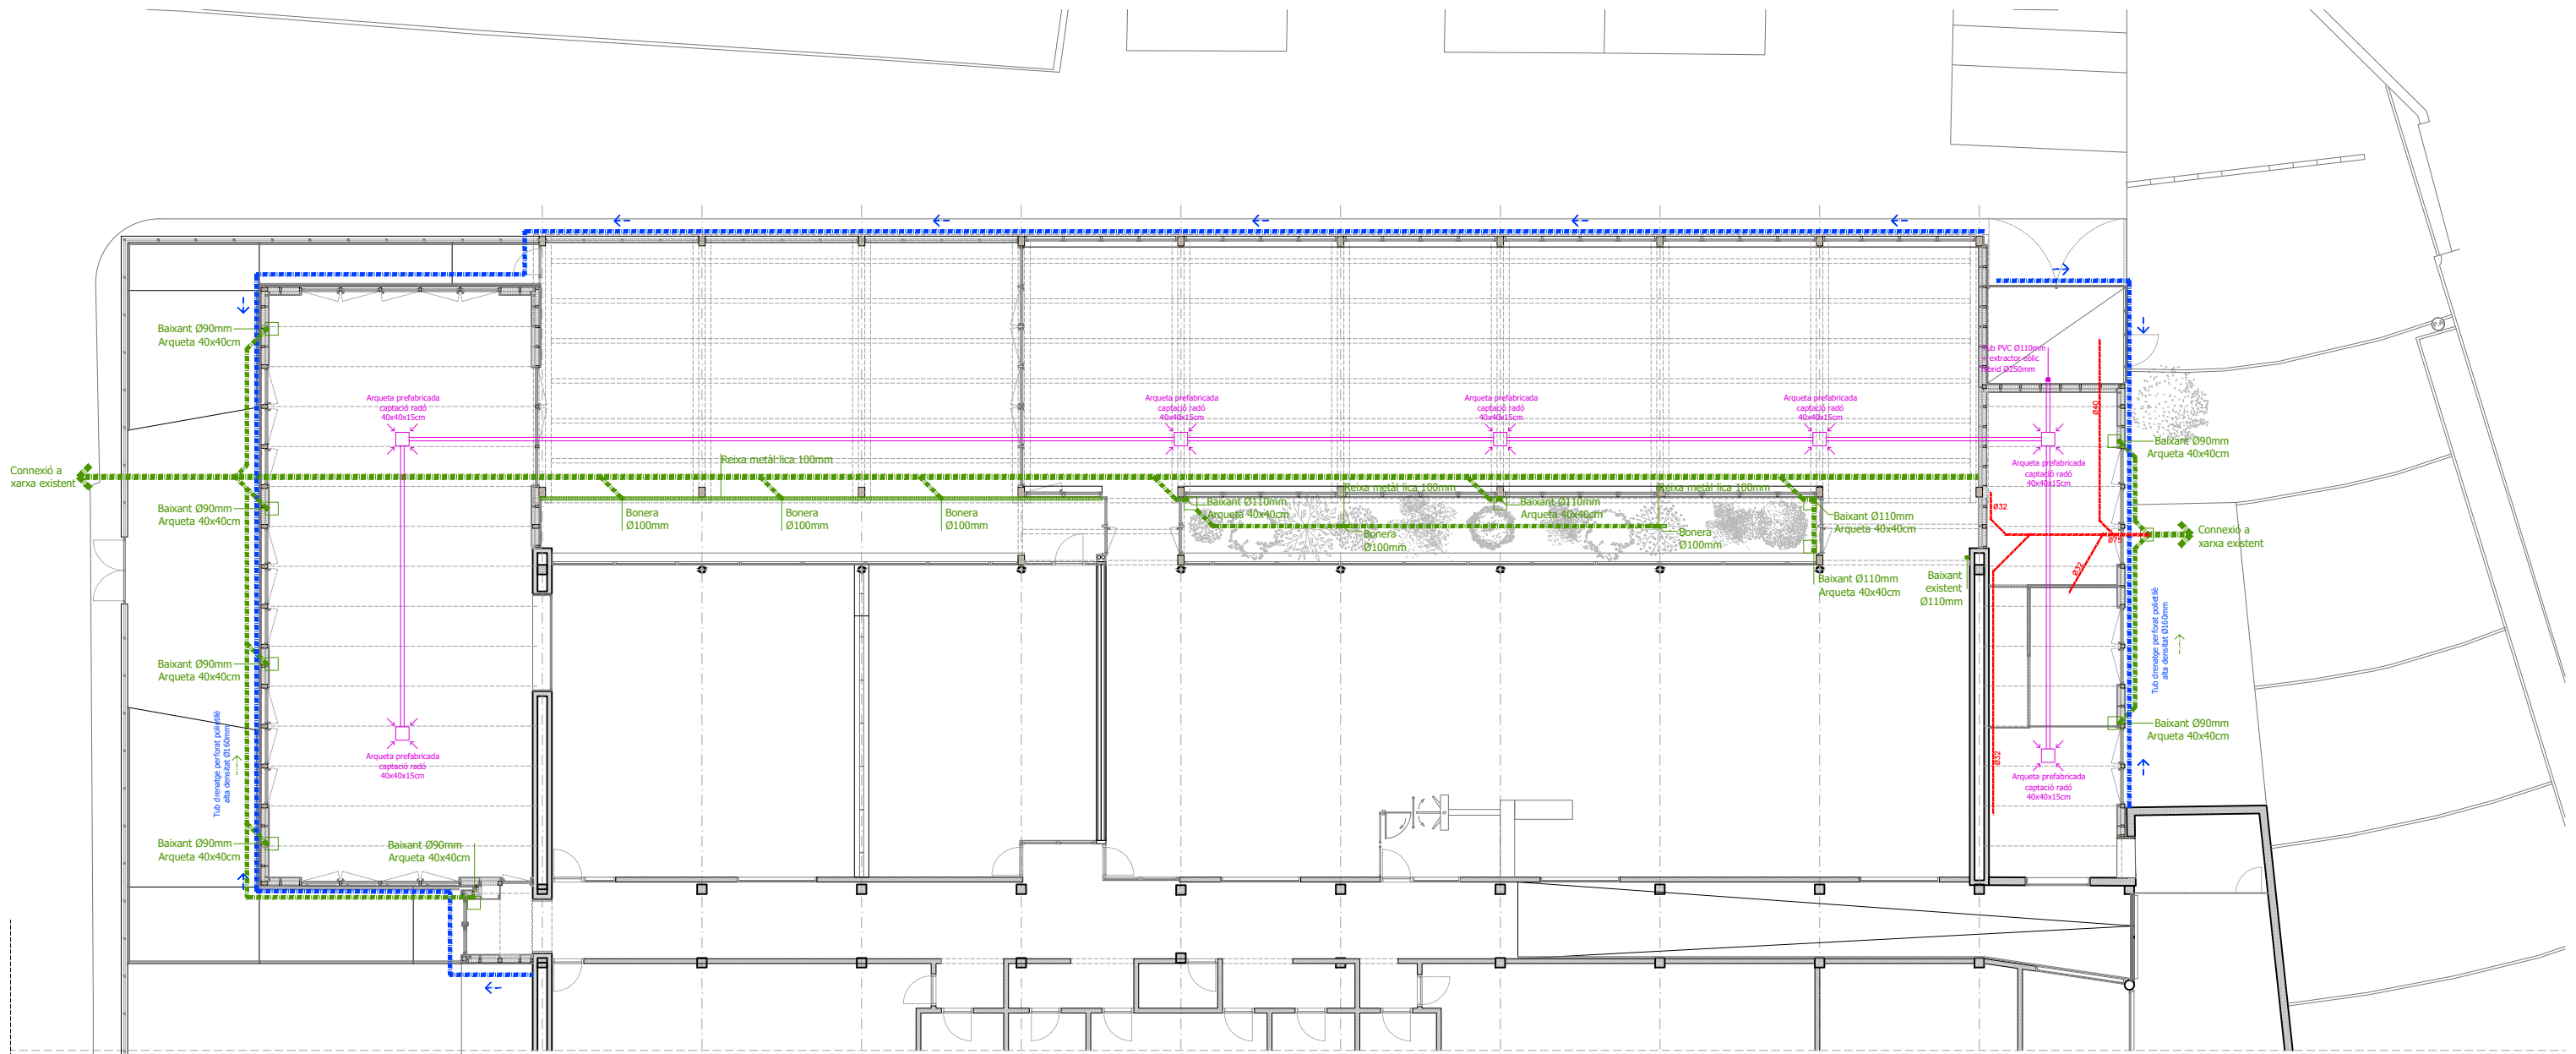 Baixant Ø90mm
Arqueta 40x40cm
Connexió a
xarxa existent
Baixant Ø90mm
Arqueta 40x40cm
Baixant Ø90mm
Arqueta 40x40cm
Tub drenatge perforat polietilè
alta densitat Ø160mm
Baixant Ø90mm
Arqueta 40x40cm
Baixant Ø90mm
Arqueta 40x40cm
Arqueta prefabricada
captació radó
40x40x15cm
Arqueta prefabricada
captació radó
40x40x15cm
Reixa metàl·lica 100mm
Bonera
Ø100mm
Bonera
Ø100mm
Bonera
Ø100mm
Arqueta prefabricada
captació radó
40x40x15cm
Arqueta prefabricada
captació radó
40x40x15cm
Arqueta prefabricada
captació radó
40x40x15cm
Reixa metàl·lica 100mm
Reixa metàl·lica 100mm
Baixant Ø110mm
Arqueta 40x40cm
Baixant Ø110mm
Arqueta 40x40cm
Baixant Ø110mm
Arqueta 40x40cm
Bonera
Ø100mm
Bonera
Ø100mm
Baixant Ø110mm
Arqueta 40x40cm
Baixant
existent
Ø110mm
PVC Ø110mm
extractor eòlic
Ø250mm
Arqueta prefabricada
captació radó
40x40x15cm
Ø40
Ø32
Ø75
Ø32
Ø32
Arqueta prefabricada
captació radó
40x40x15cm
Baixant Ø90mm
Arqueta 40x40cm
Connexió a
xarxa existent
Tub drenatge perforat polietilè
alta densitat Ø160mm
Baixant Ø90mm
Arqueta 40x40cm